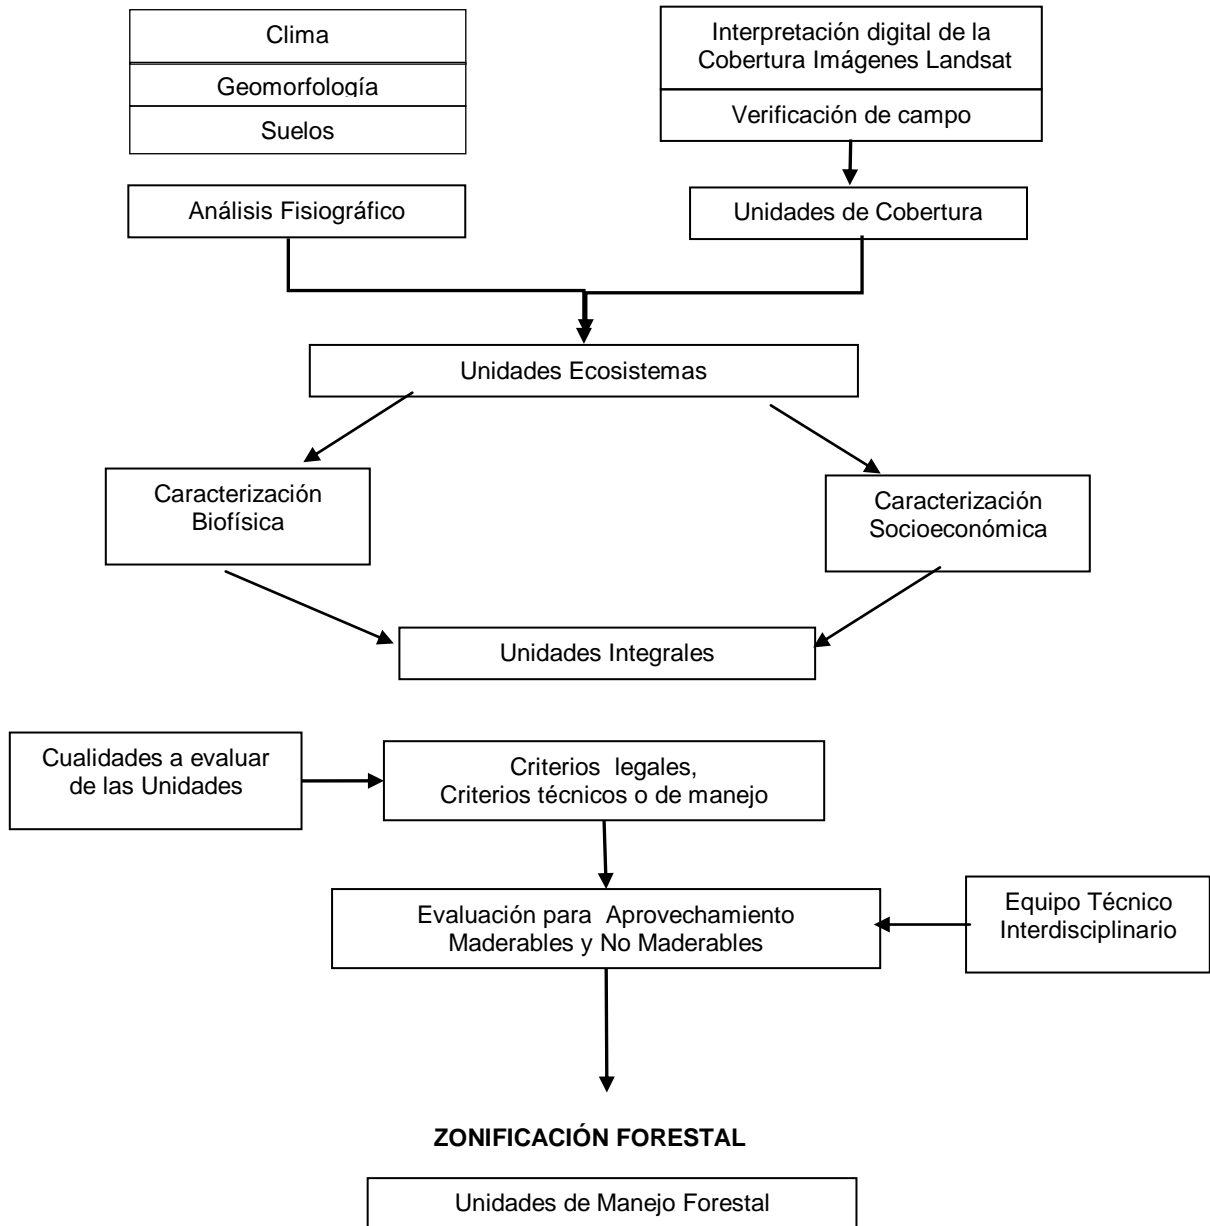 Clima
Geomorfología
Suelos
Interpretación digital de la
Cobertura Imágenes Landsat
Verificación de campo
Análisis Fisiográfico
Unidades de Cobertura
Unidades Ecosistemas
Caracterización
Biofísica
Caracterización
Socioeconómica
Unidades Integrales
Cualidades a evaluar
de las Unidades
Criterios legales,
Criterios técnicos o de manejo
Evaluación para Aprovechamiento
Maderables y No Maderables
Equipo Técnico
Interdisciplinario
ZONIFICACIÓN FORESTAL
Unidades de Manejo Forestal